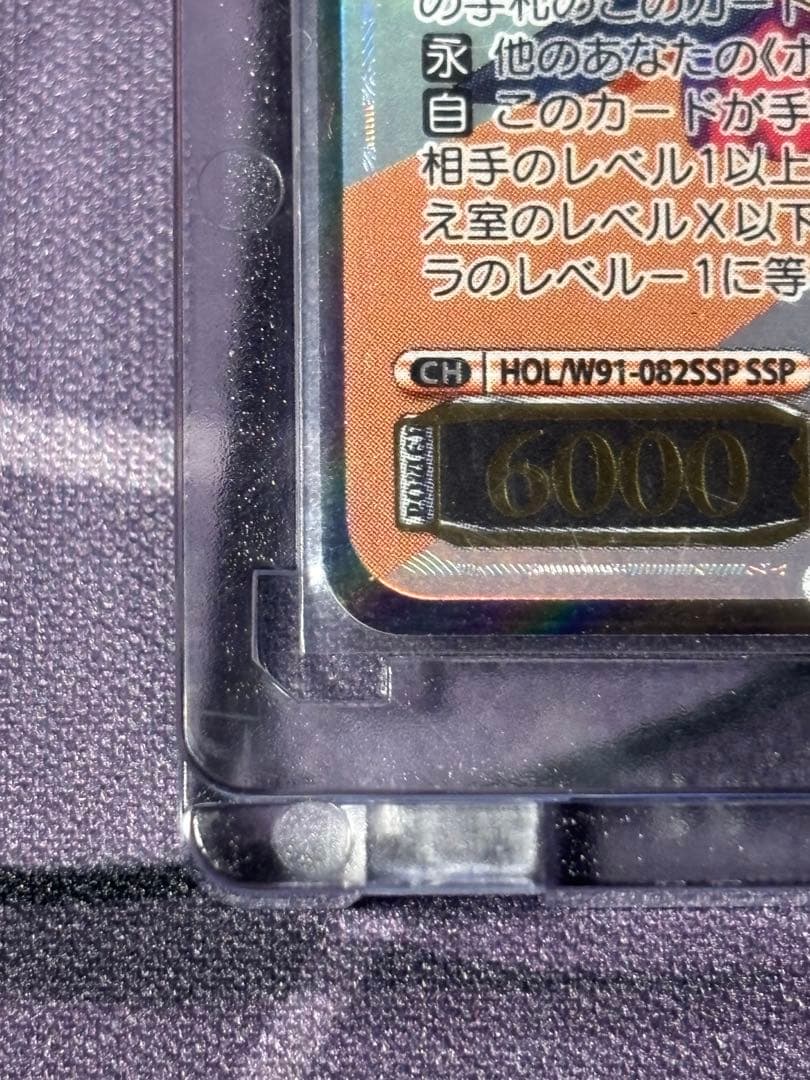 の手札のこのカード
永 他のあなたの《ホ
自 このカードが手
相手のレベル1以上
え室のレベルX以下
ラのレベル－1に等
CH HOL/W91-082SSP SSP
POWER 6000